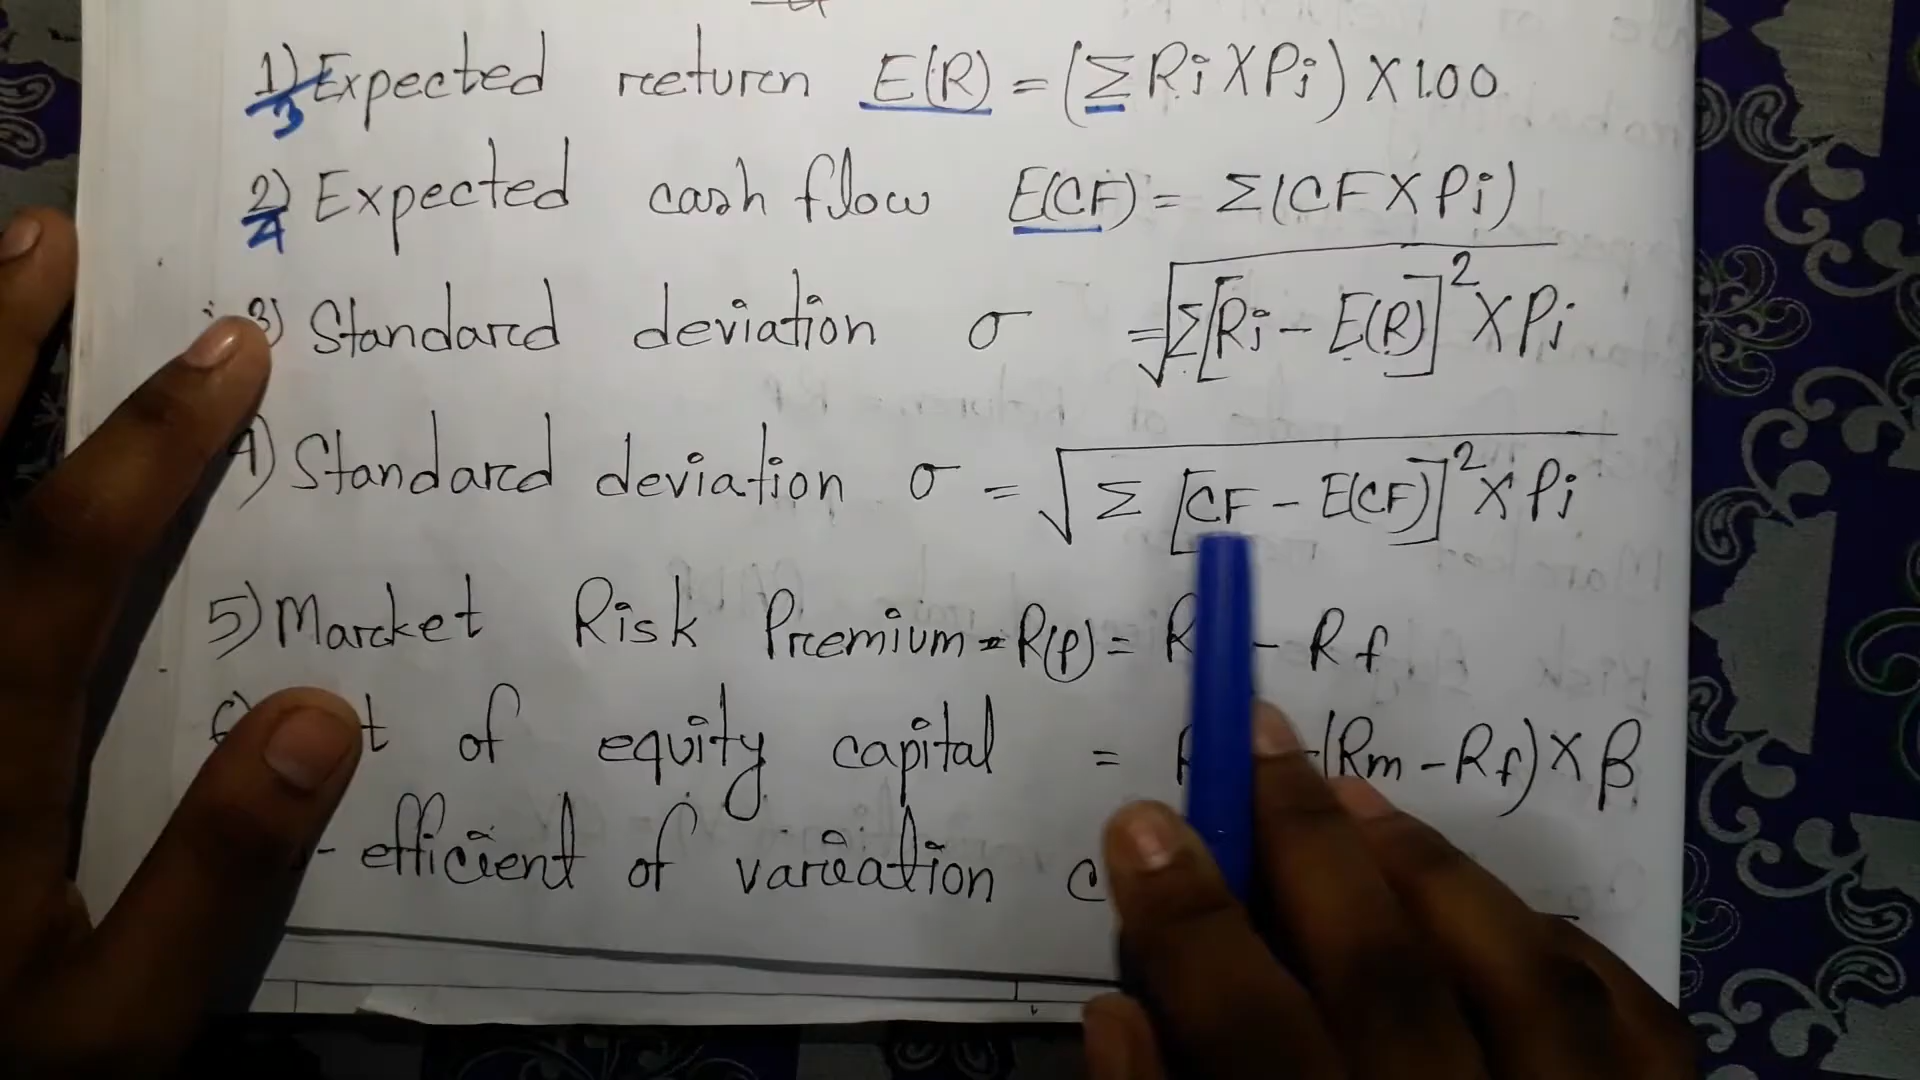 1) Expected return E(R) = (Σ Ri X Pi) X 100
3
2) Expected cash flow E(CF) = Σ(CF X Pi)
4
3) Standard deviation σ = √Σ[Ri - E(R)]² X Pi
4) Standard deviation σ = √Σ [CF - E(CF)]² X Pi
5) Market Risk Premium = R(P) = R - Rf
of equity capital = (Rm - Rf) X β
- efficient of variation C